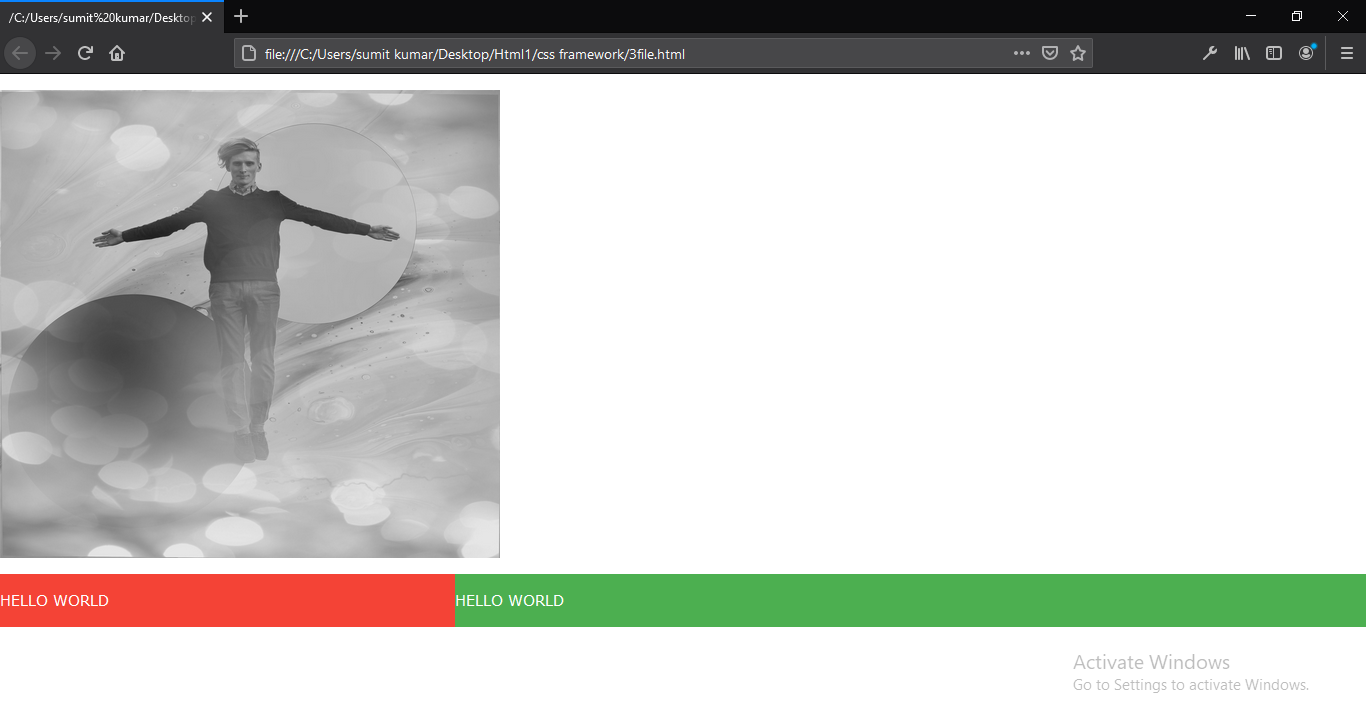 /C:/Users/sumit%20kumar/Desktop
file:///C:/Users/sumit kumar/Desktop/Html1/css framework/3file.html
HELLO WORLD
HELLO WORLD
Activate Windows
Go to Settings to activate Windows.